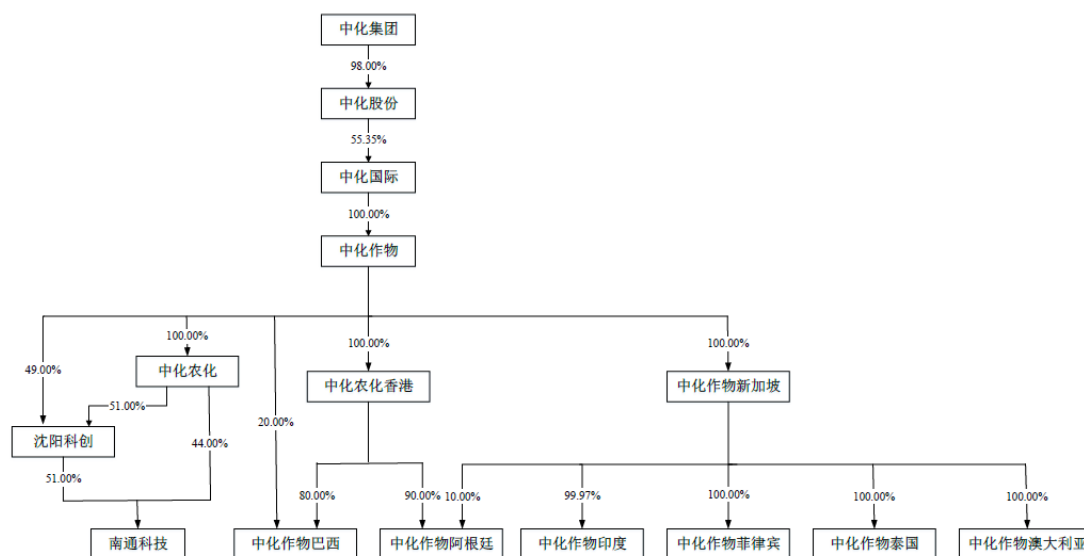 中化集团
98.00%
中化股份
55.35%
中化国际
100.00%
中化作物
100.00%
100.00%
100.00%
49.00%
中化农化
中化农化香港
中化作物新加坡
51.00%
20.00%
沈阳科创
44.00%
51.00%
80.00%
90.00%
10.00%
99.97%
100.00%
100.00%
100.00%
南通科技
中化作物巴西
中化作物阿根廷
中化作物印度
中化作物菲律宾
中化作物泰国
中化作物澳大利亚